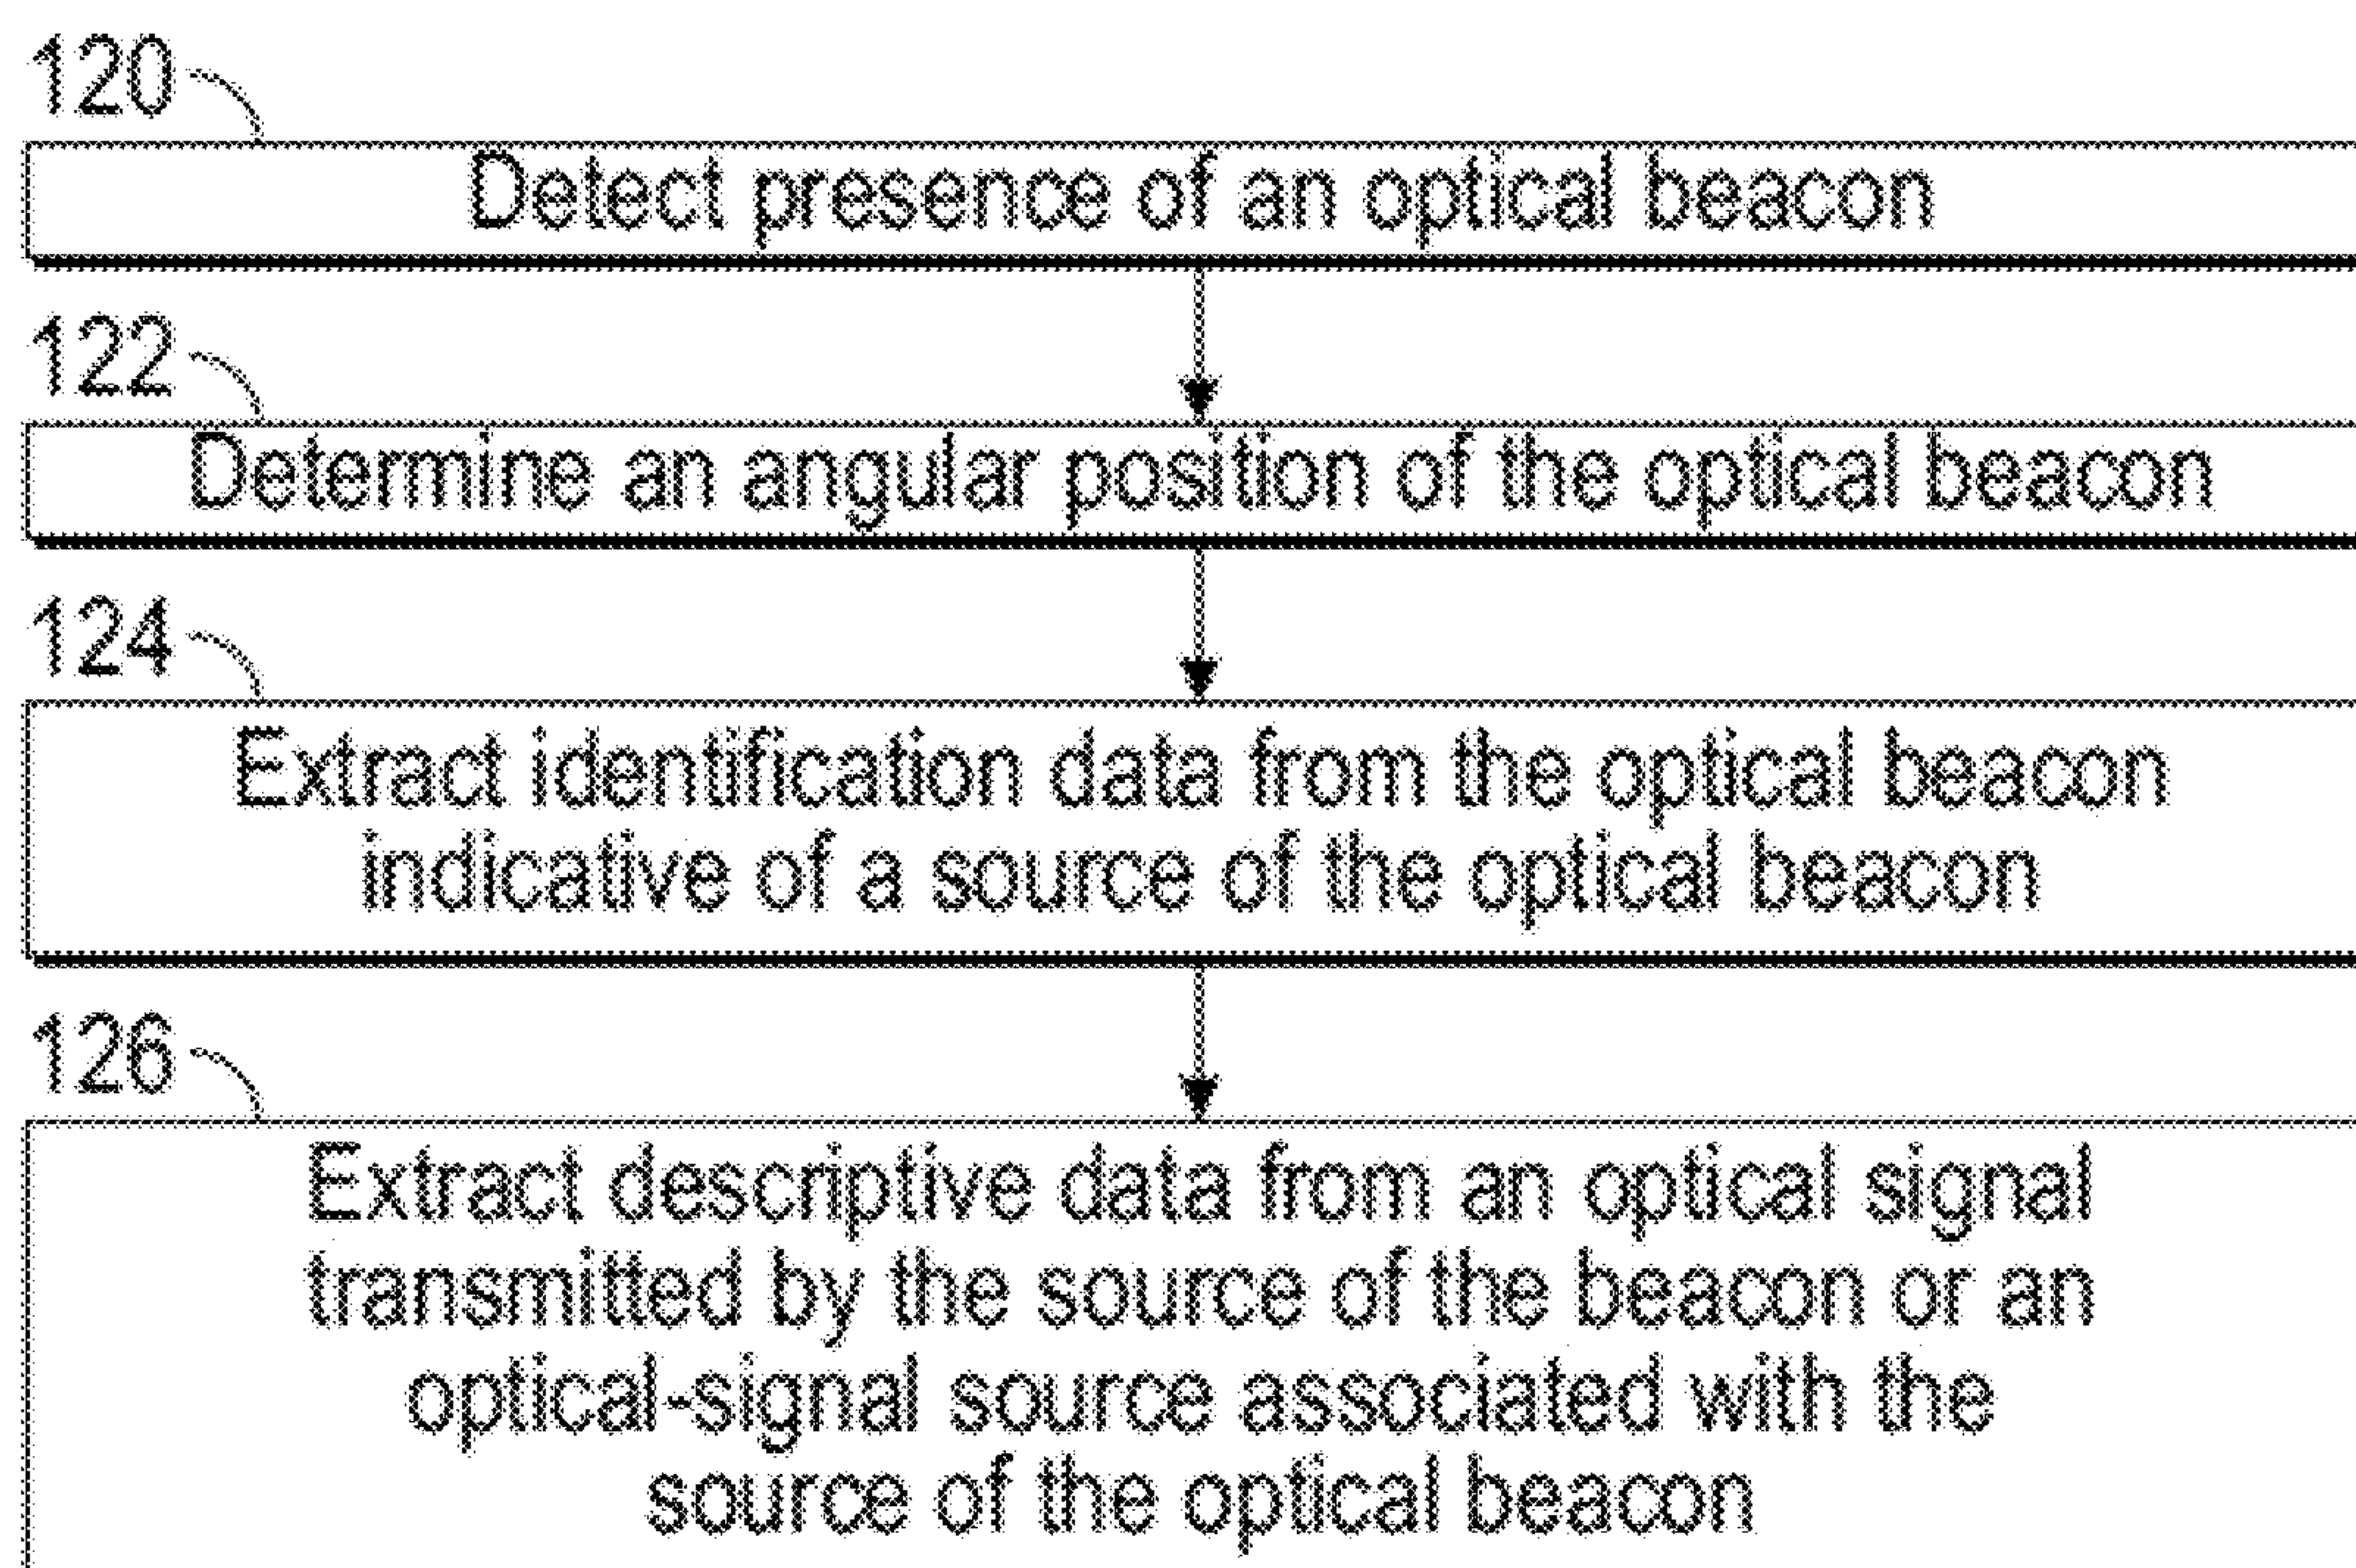 120
Detect presence of an optical beacon
122
Determine an angular position of the optical beacon
124
Extract identification data from the optical beacon
indicative of a source of the optical beacon
126
Extract descriptive data from an optical signal
transmitted by the source of the beacon or an
optical-signal source associated with the
source of the optical beacon